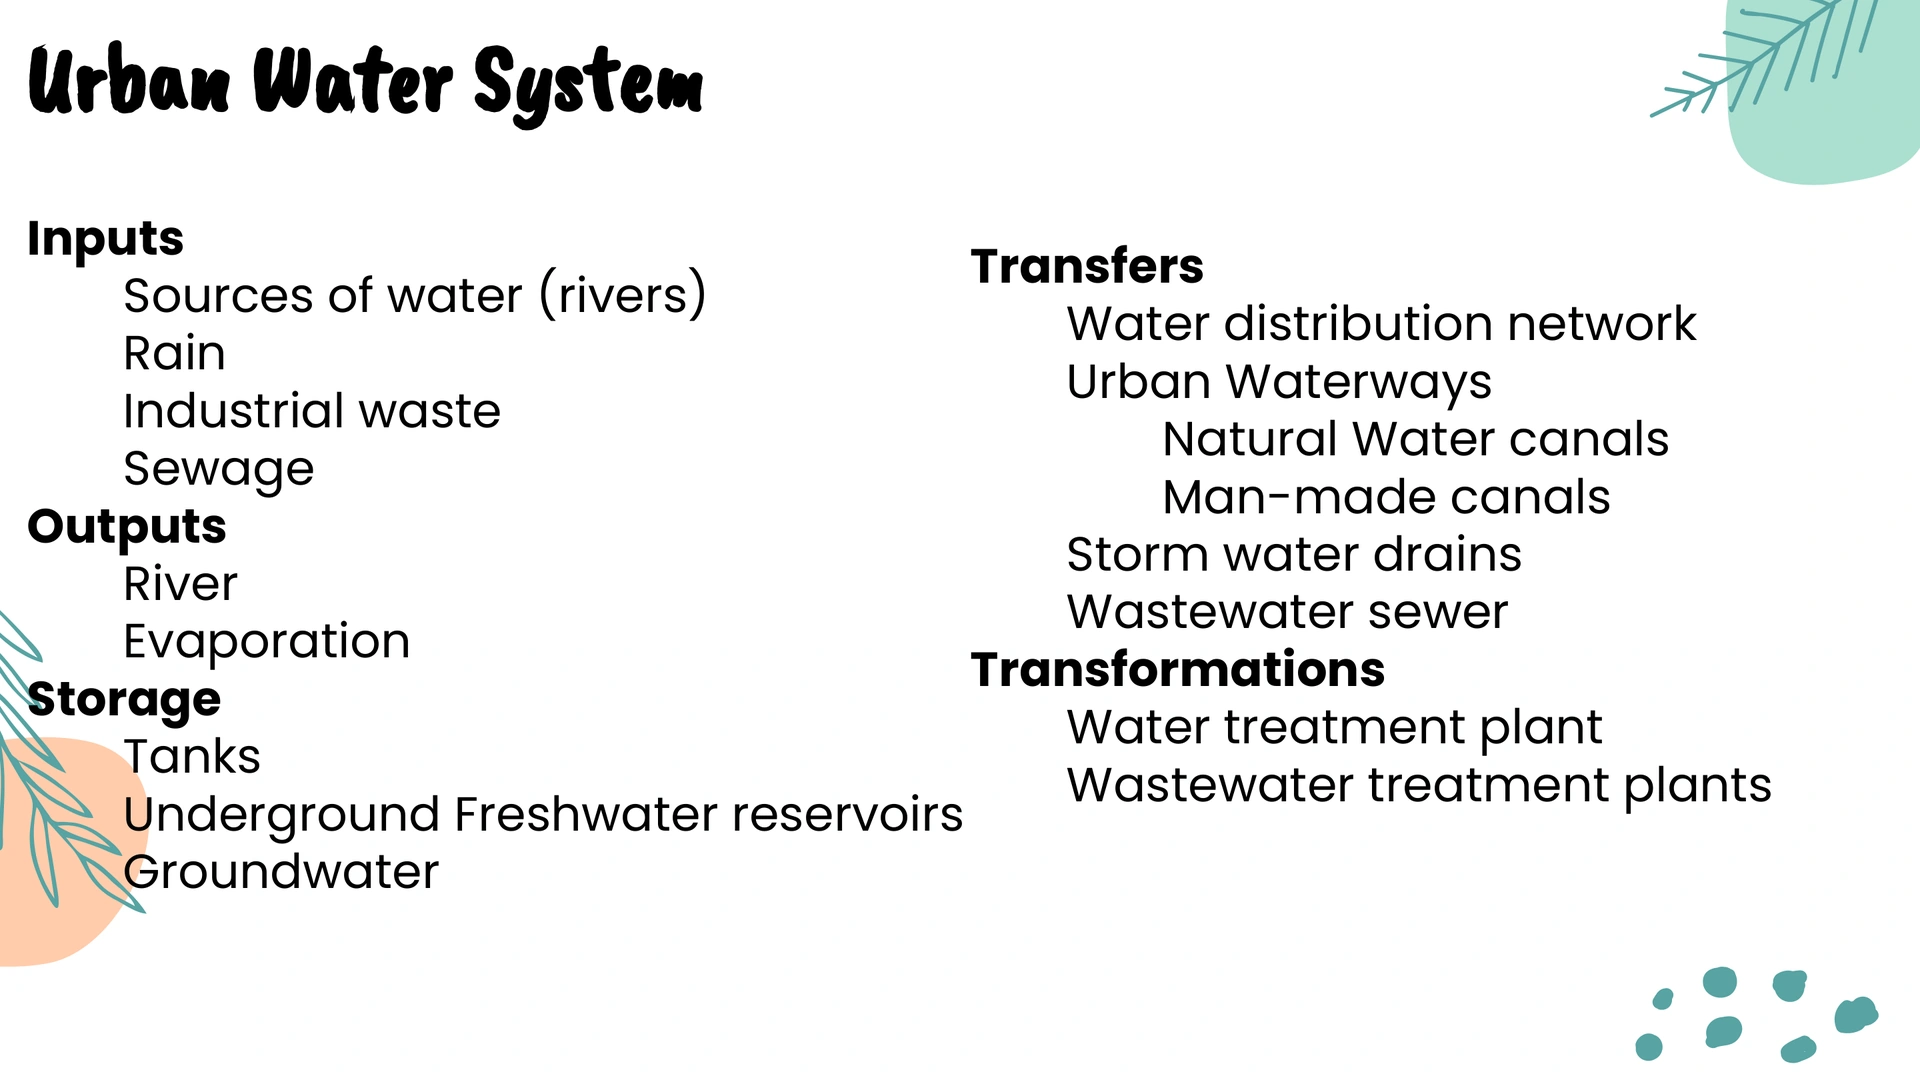 Urban Water System
Inputs
Sources of water (rivers)
Rain
Industrial waste
Sewage
Outputs
River
Evaporation
Storage
Tanks
Underground Freshwater reservoirs
Groundwater
Transfers
Water distribution network
Urban Waterways
Natural Water canals
Man-made canals
Storm water drains
Wastewater sewer
Transformations
Water treatment plant
Wastewater treatment plants